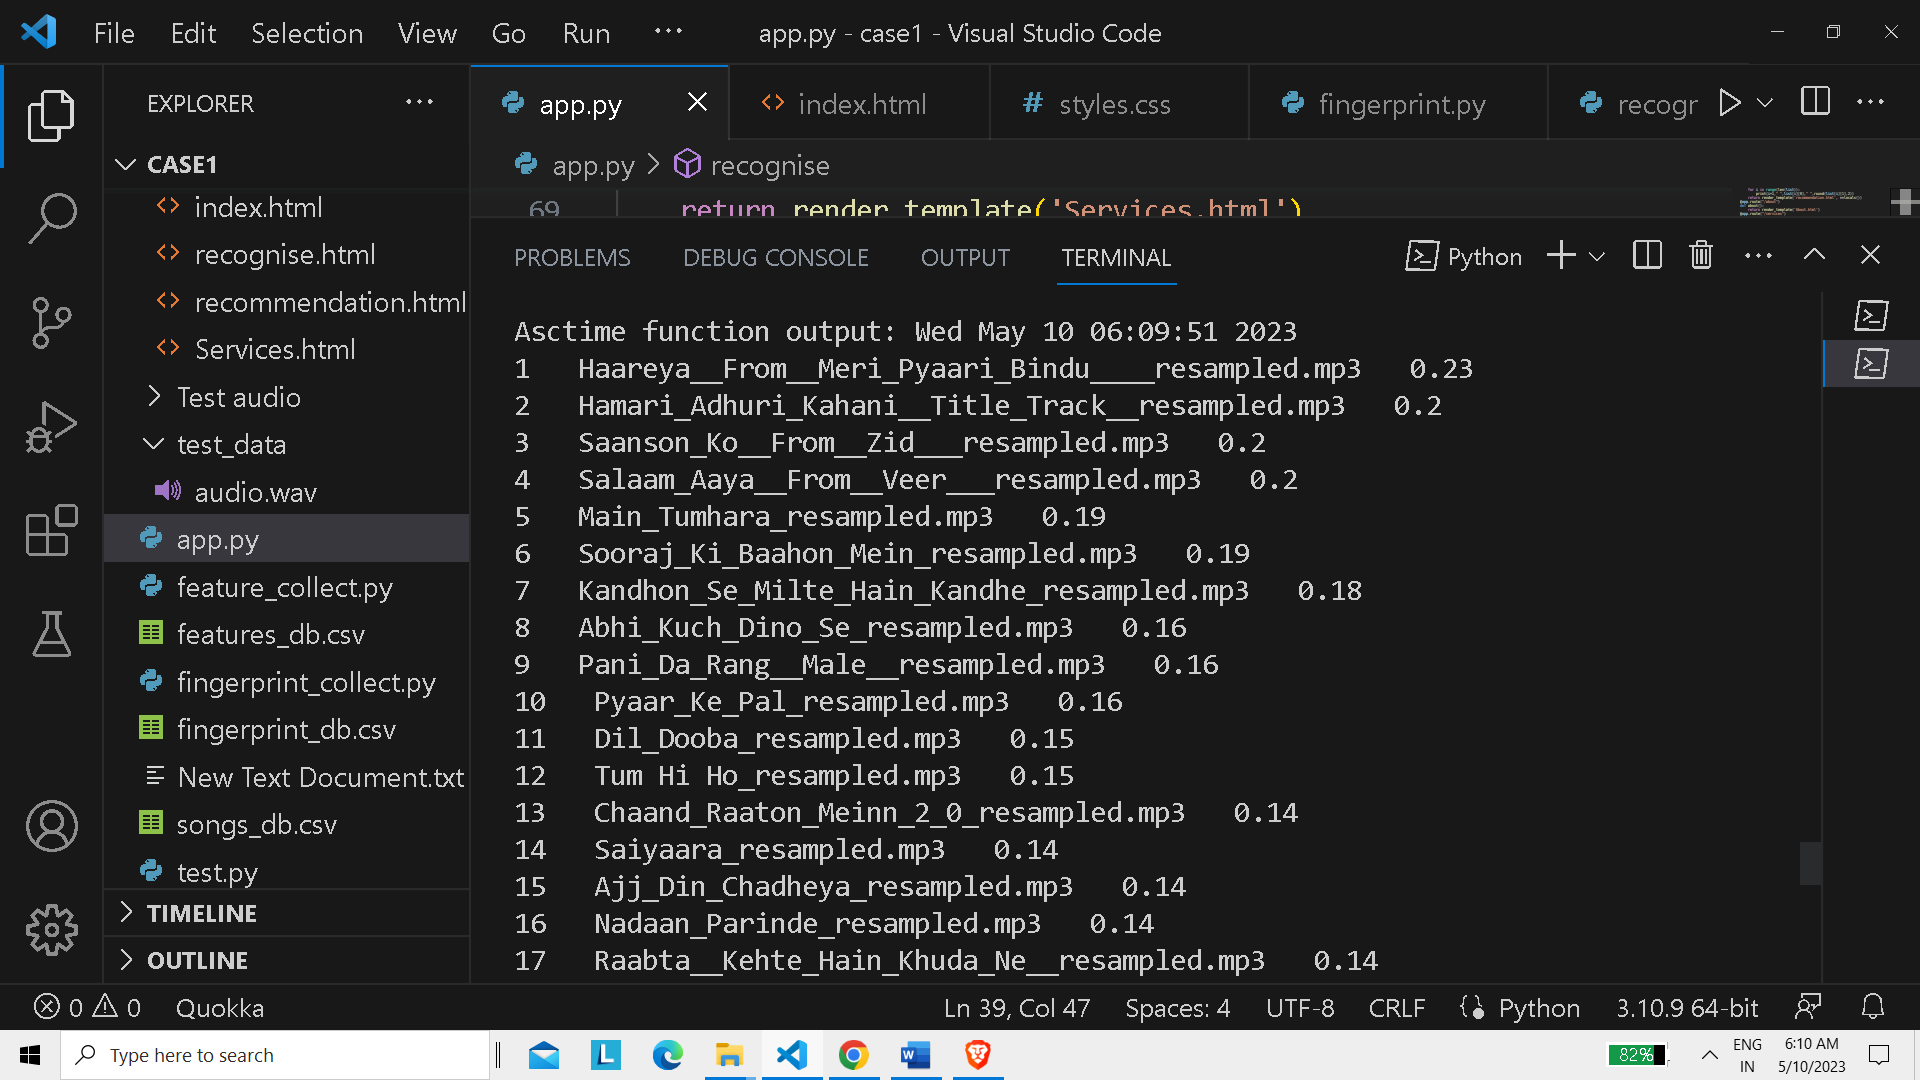 File Edit Selection View Go Run ··· app.py - case1 - Visual Studio Code
EXPLORER ···
app.py index.html styles.css fingerprint.py recogr ···
CASE1
app.py > recognise
index.html
recognise.html
recommendation.html
Services.html
Test audio
test_data
audio.wav
app.py
feature_collect.py
features_db.csv
fingerprint_collect.py
fingerprint_db.csv
New Text Document.txt
songs_db.csv
test.py
TIMELINE
OUTLINE
69 return render_template('Services.html')
PROBLEMS DEBUG CONSOLE OUTPUT TERMINAL Python ···
Asctime function output: Wed May 10 06:09:51 2023
1 Haareya__From__Meri_Pyaari_Bindu____resampled.mp3 0.23
2 Hamari_Adhuri_Kahani__Title_Track__resampled.mp3 0.2
3 Saanson_Ko__From__Zid___resampled.mp3 0.2
4 Salaam_Aaya__From__Veer___resampled.mp3 0.2
5 Main_Tumhara_resampled.mp3 0.19
6 Sooraj_Ki_Baahon_Mein_resampled.mp3 0.19
7 Kandhon_Se_Milte_Hain_Kandhe_resampled.mp3 0.18
8 Abhi_Kuch_Dino_Se_resampled.mp3 0.16
9 Pani_Da_Rang__Male__resampled.mp3 0.16
10 Pyaar_Ke_Pal_resampled.mp3 0.16
11 Dil_Dooba_resampled.mp3 0.15
12 Tum Hi Ho_resampled.mp3 0.15
13 Chaand_Raaton_Meinn_2_0_resampled.mp3 0.14
14 Saiyaara_resampled.mp3 0.14
15 Ajj_Din_Chadheya_resampled.mp3 0.14
16 Nadaan_Parinde_resampled.mp3 0.14
17 Raabta__Kehte_Hain_Khuda_Ne__resampled.mp3 0.14
0 0 Quokka Ln 39, Col 47 Spaces: 4 UTF-8 CRLF Python 3.10.9 64-bit
Type here to search
82%
ENG
IN
6:10 AM
5/10/2023